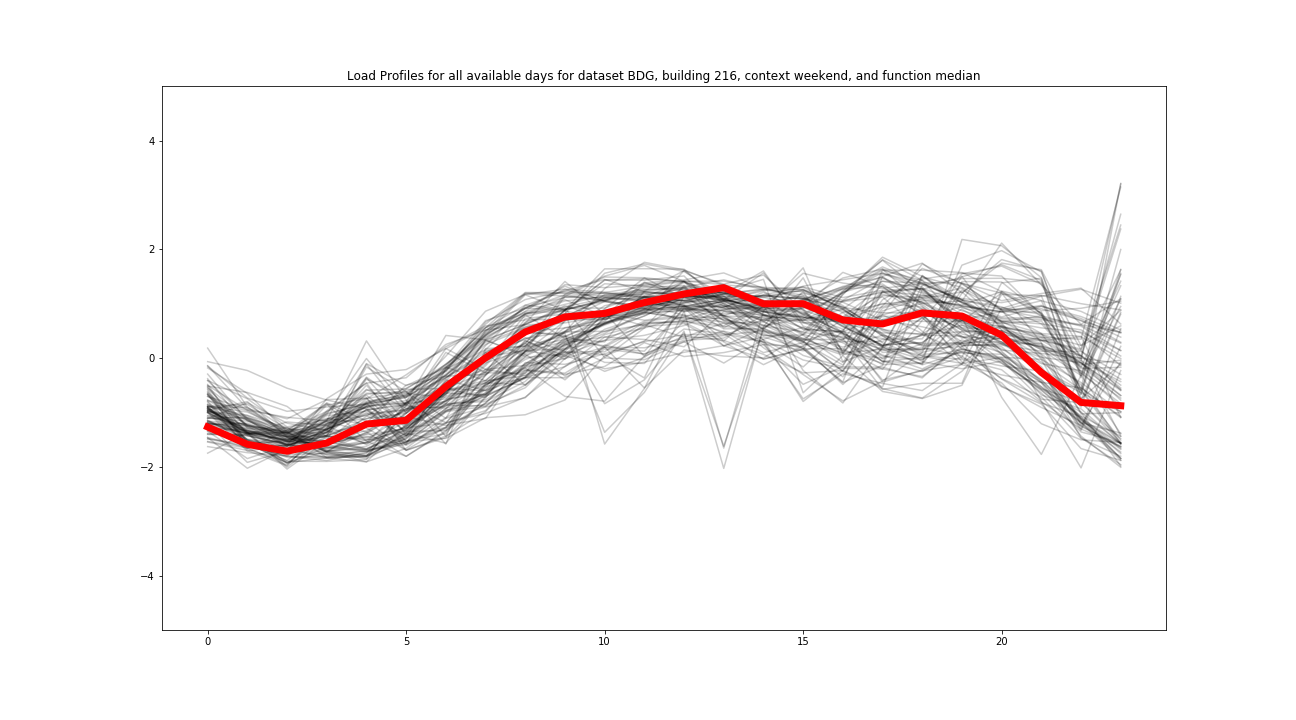 Load Profiles for all available days for dataset BDG, building 216, context weekend, and function median
4
2
0
−2
−4
0 5 10 15 20